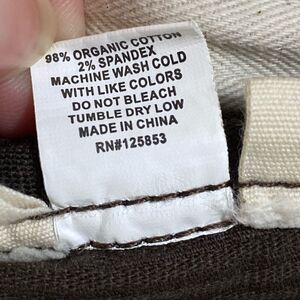 98% ORGANIC COTTON
2% SPANDEX
MACHINE WASH COLD
WITH LIKE COLORS
DO NOT BLEACH
TUMBLE DRY LOW
MADE IN CHINA
RN#125853